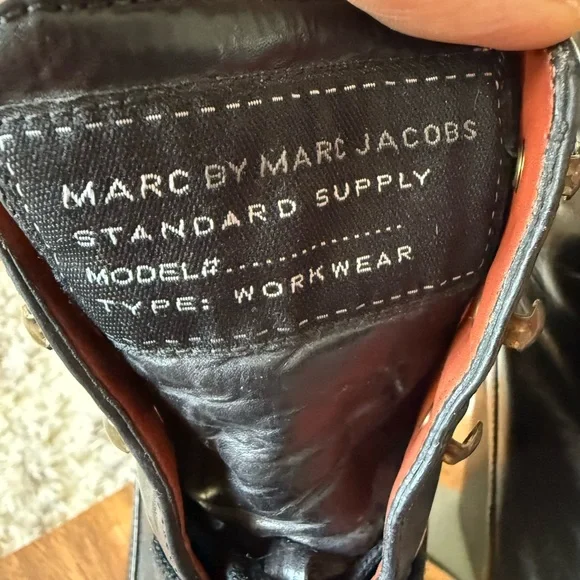 MARC BY MARC JACOBS
STANDARD SUPPLY
MODEL#................
TYPE: WORKWEAR